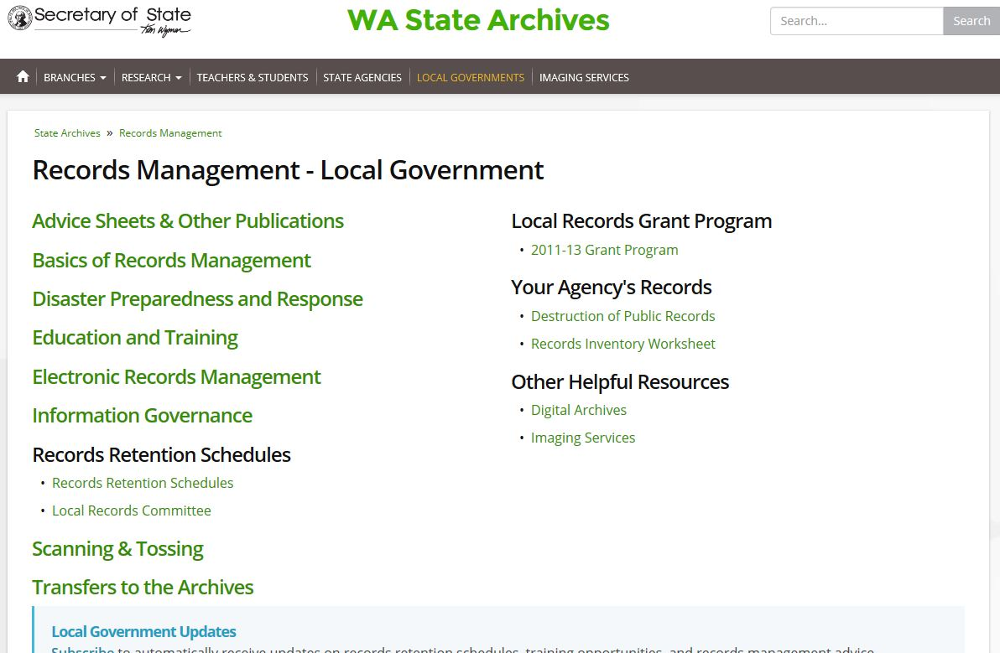 Secretary of State
Kim Wyman
WA State Archives
Search...
Search
BRANCHES
RESEARCH
TEACHERS & STUDENTS
STATE AGENCIES
LOCAL GOVERNMENTS
IMAGING SERVICES
State Archives » Records Management
Records Management - Local Government
Advice Sheets & Other Publications
Basics of Records Management
Disaster Preparedness and Response
Education and Training
Electronic Records Management
Information Governance
Records Retention Schedules
• Records Retention Schedules
• Local Records Committee
Scanning & Tossing
Transfers to the Archives
Local Records Grant Program
• 2011-13 Grant Program
Your Agency's Records
• Destruction of Public Records
• Records Inventory Worksheet
Other Helpful Resources
• Digital Archives
• Imaging Services
Local Government Updates
Subscribe to automatically receive updates on records retention schedules, training opportunities, and records management advice